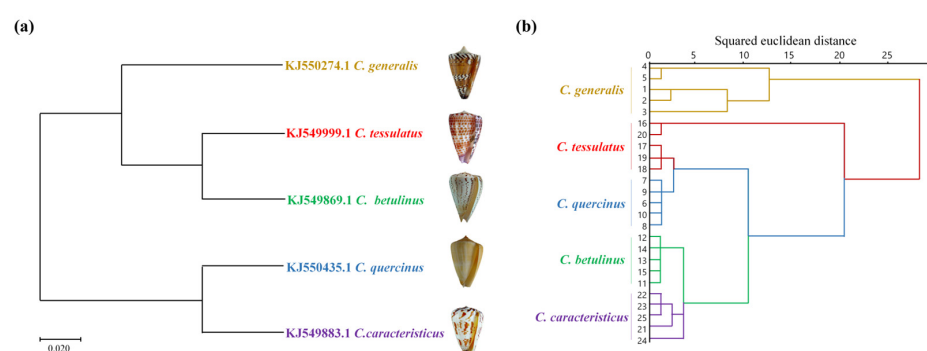 (a)
KJ550274.1 C. generalis
KJ549999.1 C. tessulatus
KJ549869.1 C. betulinus
KJ550435.1 C. quercinus
KJ549883.1 C.caracteristicus
0.020
(b)
Squared euclidean distance
0 5 10 15 20 25
C. generalis
4
5
1
2
3
C. tessulatus
16
20
17
19
18
C. quercinus
7
9
6
10
8
C. betulinus
12
14
13
15
11
C. caracteristicus
22
23
25
21
24